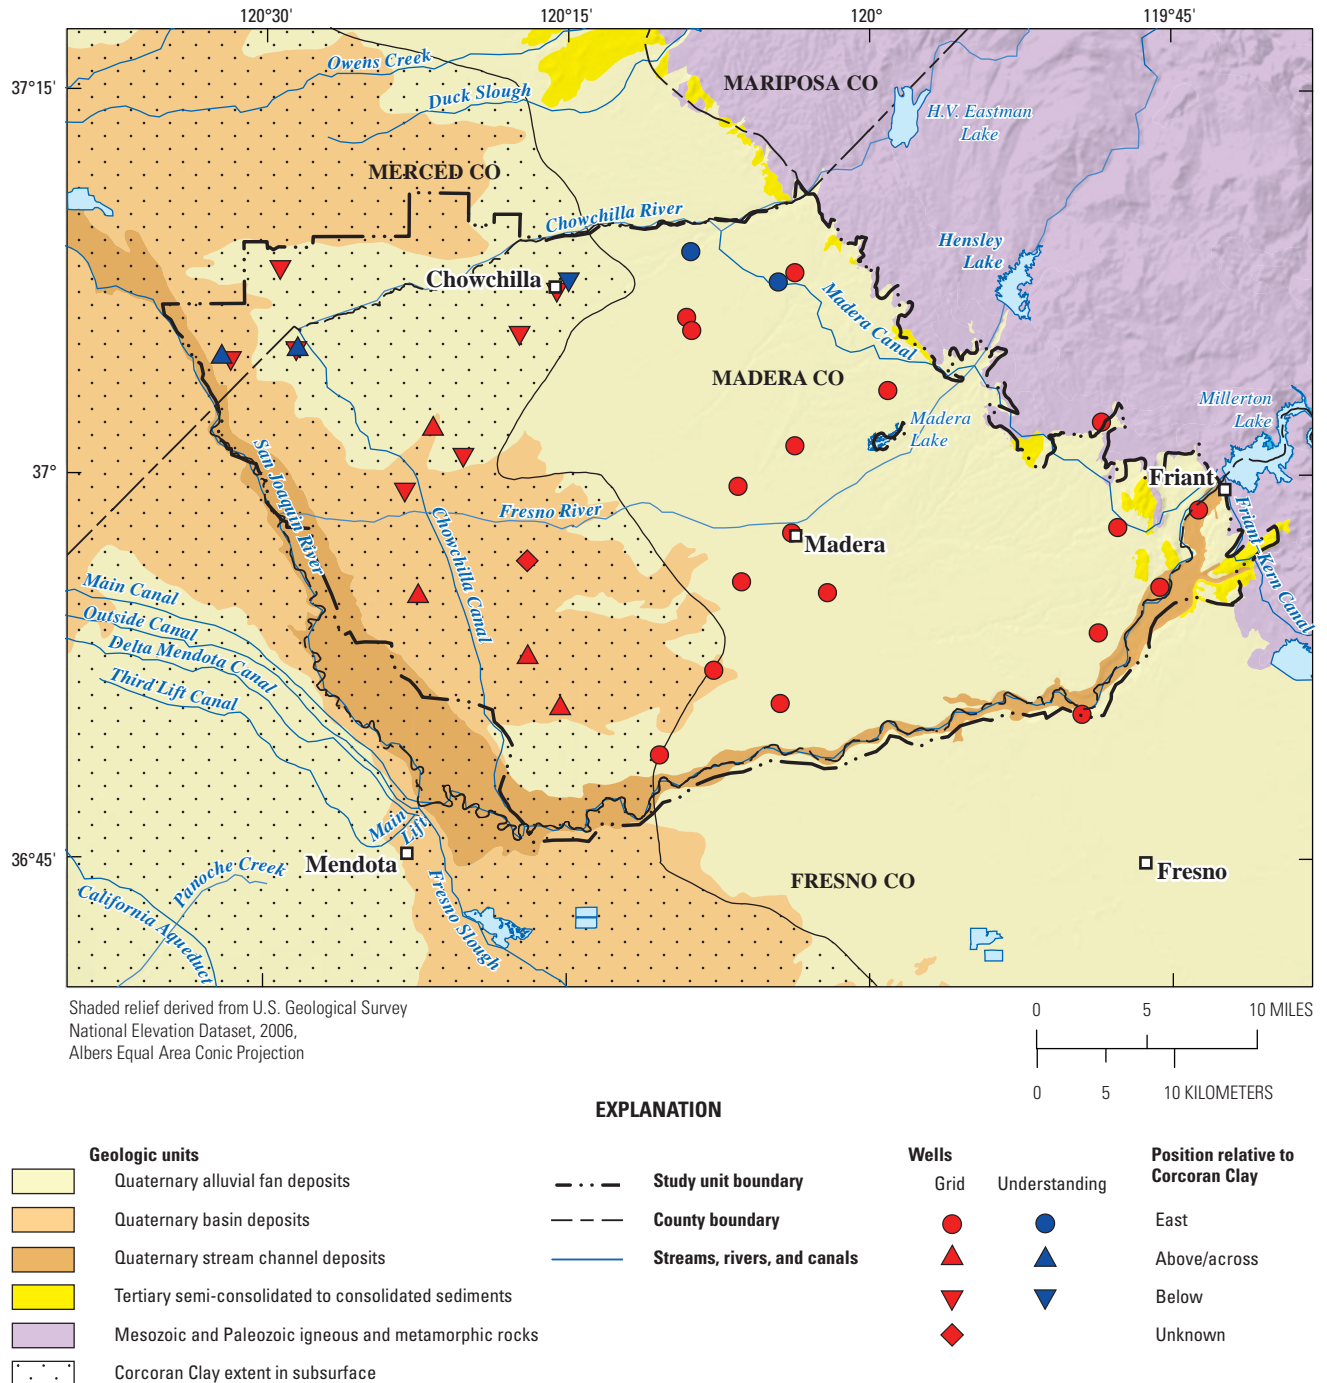 120°30'
120°15'
120°
119°45'
37°15'
37°
36°45'
Owens Creek
Duck Slough
MARIPOSA CO
H.V. Eastman
Lake
MERCED CO
Chowchilla River
Hensley
Lake
Chowchilla
Madera Canal
MADERA CO
Millerton
Lake
Madera
Lake
San Joaquin River
Friant
Fresno River
Chowchilla Canal
Friant-Kern Canal
Madera
Main Canal
Outside Canal
Delta Mendota Canal
Third Lift Canal
Main
Lift
Mendota
Panoche Creek
FRESNO CO
Fresno
California Aqueduct
Fresno Slough
Shaded relief derived from U.S. Geological Survey
National Elevation Dataset, 2006,
Albers Equal Area Conic Projection
0 5 10 MILES
0 5 10 KILOMETERS
EXPLANATION
Geologic units
Quaternary alluvial fan deposits
Quaternary basin deposits
Quaternary stream channel deposits
Tertiary semi-consolidated to consolidated sediments
Mesozoic and Paleozoic igneous and metamorphic rocks
Corcoran Clay extent in subsurface
Study unit boundary
County boundary
Streams, rivers, and canals
Wells
Grid Understanding
Position relative to
Corcoran Clay
East
Above/across
Below
Unknown